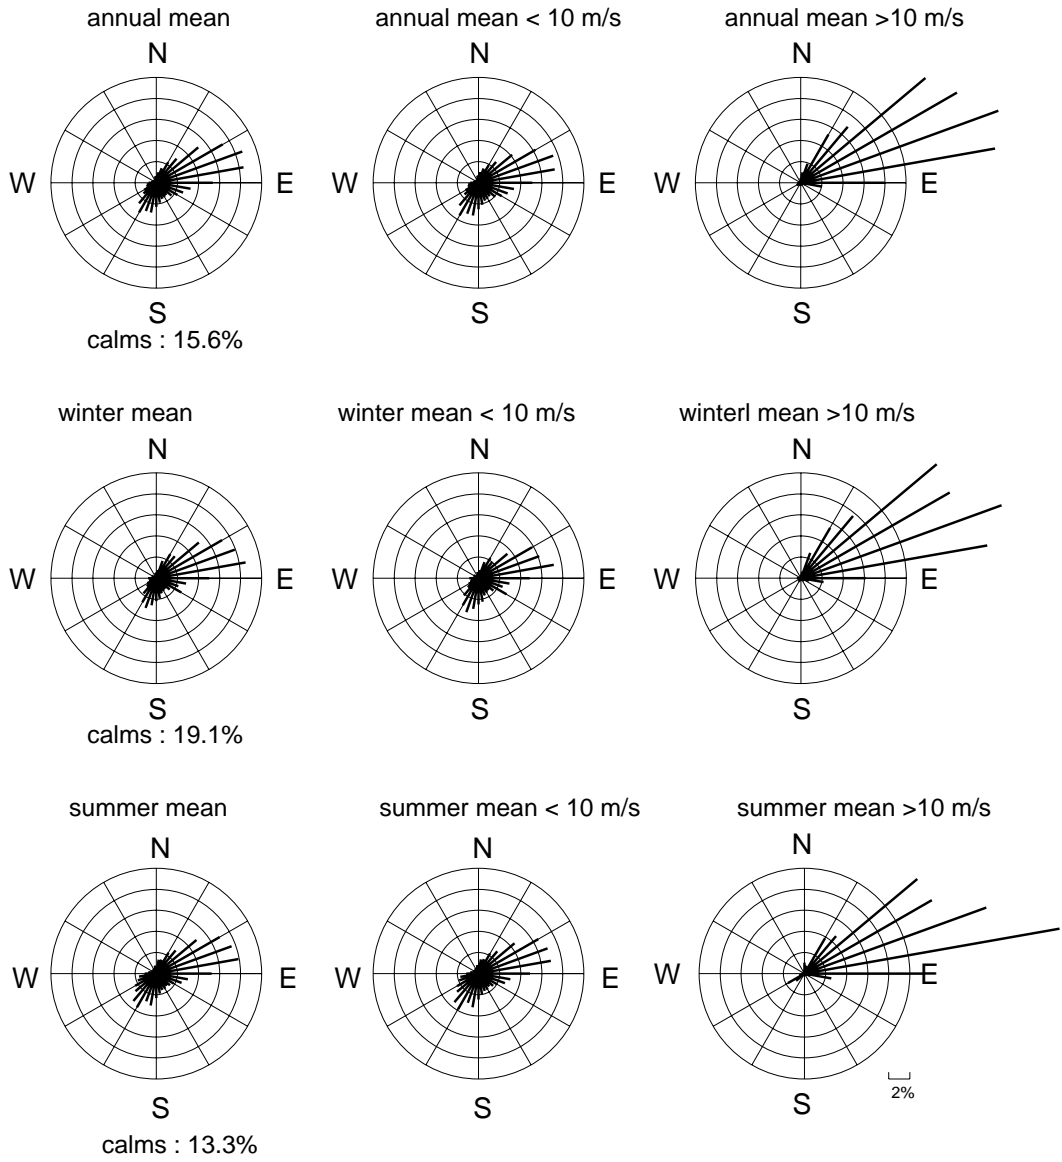 annual mean
annual mean < 10 m/s
annual mean >10 m/s
N
N
N
W
E
W
E
W
E
S
S
S
calms : 15.6%
winter mean
winter mean < 10 m/s
winterl mean >10 m/s
N
N
N
W
E
W
E
W
E
S
S
S
calms : 19.1%
summer mean
summer mean < 10 m/s
summer mean >10 m/s
N
N
N
W
E
W
E
W
E
2%
S
S
S
calms : 13.3%